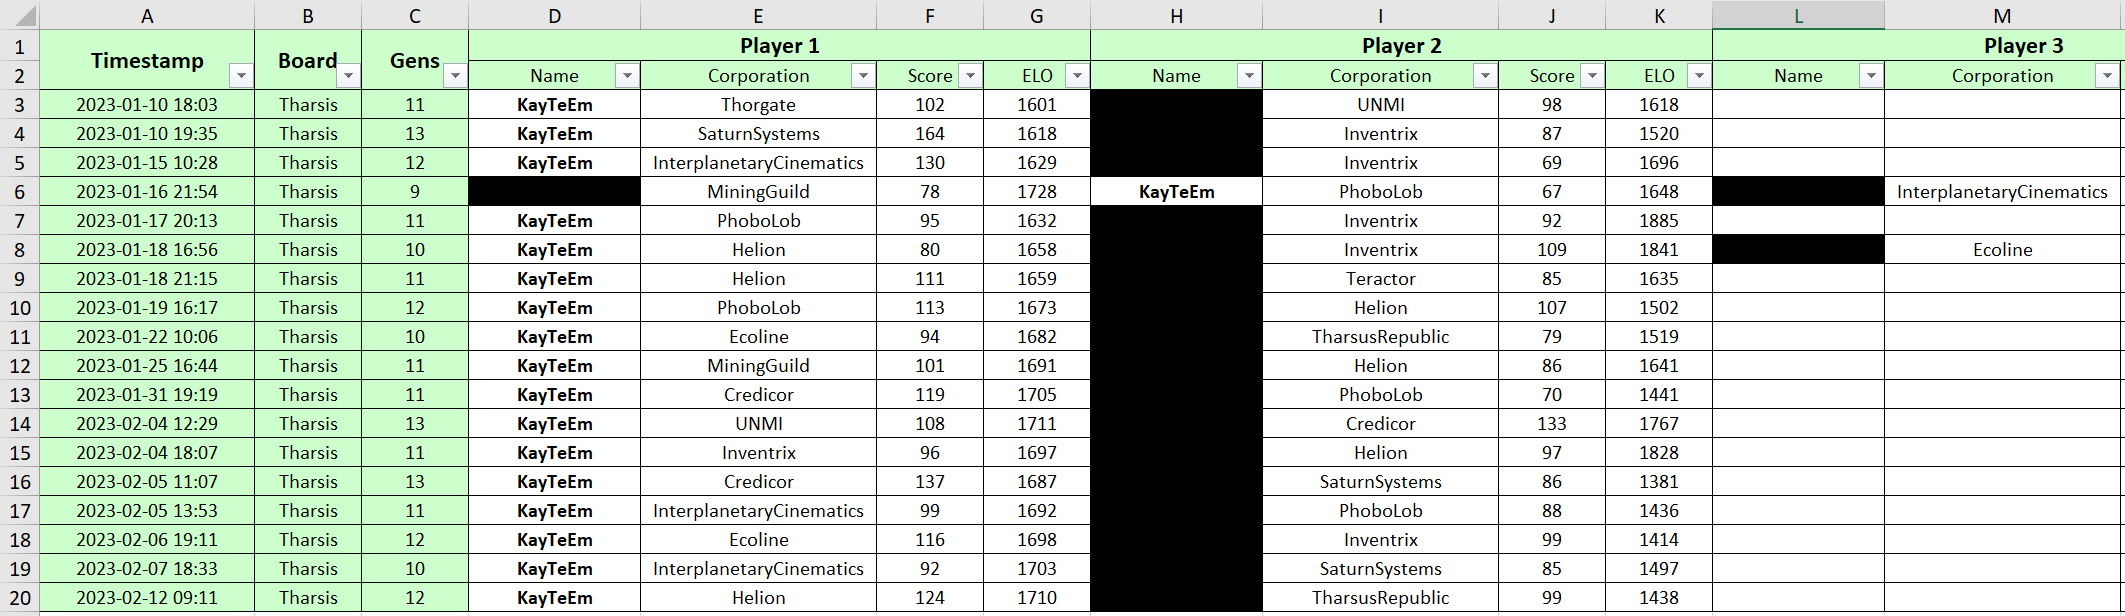 A B C D E F G H I J K L M
1 Timestamp Board Gens Player 1 Player 2 Player 3
2 Name Corporation Score ELO Name Corporation Score ELO Name Corporation
3 2023-01-10 18:03 Tharsis 11 KayTeEm Thorgate 102 1601 UNMI 98 1618
4 2023-01-10 19:35 Tharsis 13 KayTeEm SaturnSystems 164 1618 Inventrix 87 1520
5 2023-01-15 10:28 Tharsis 12 KayTeEm InterplanetaryCinematics 130 1629 Inventrix 69 1696
6 2023-01-16 21:54 Tharsis 9 MiningGuild 78 1728 KayTeEm PhoboLob 67 1648 InterplanetaryCinematics
7 2023-01-17 20:13 Tharsis 11 KayTeEm PhoboLob 95 1632 Inventrix 92 1885
8 2023-01-18 16:56 Tharsis 10 KayTeEm Helion 80 1658 Inventrix 109 1841 Ecoline
9 2023-01-18 21:15 Tharsis 11 KayTeEm Helion 111 1659 Teractor 85 1635
10 2023-01-19 16:17 Tharsis 12 KayTeEm PhoboLob 113 1673 Helion 107 1502
11 2023-01-22 10:06 Tharsis 10 KayTeEm Ecoline 94 1682 TharsusRepublic 79 1519
12 2023-01-25 16:44 Tharsis 11 KayTeEm MiningGuild 101 1691 Helion 86 1641
13 2023-01-31 19:19 Tharsis 11 KayTeEm Credicor 119 1705 PhoboLob 70 1441
14 2023-02-04 12:29 Tharsis 13 KayTeEm UNMI 108 1711 Credicor 133 1767
15 2023-02-04 18:07 Tharsis 11 KayTeEm Inventrix 96 1697 Helion 97 1828
16 2023-02-05 11:07 Tharsis 13 KayTeEm Credicor 137 1687 SaturnSystems 86 1381
17 2023-02-05 13:53 Tharsis 11 KayTeEm InterplanetaryCinematics 99 1692 PhoboLob 88 1436
18 2023-02-06 19:11 Tharsis 12 KayTeEm Ecoline 116 1698 Inventrix 99 1414
19 2023-02-07 18:33 Tharsis 10 KayTeEm InterplanetaryCinematics 92 1703 SaturnSystems 85 1497
20 2023-02-12 09:11 Tharsis 12 KayTeEm Helion 124 1710 TharsusRepublic 99 1438